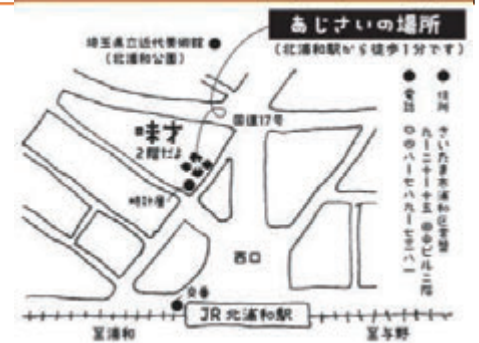 あじさいの場所
(北浦和駅から徒歩1分です)
埼玉県立近代美術館
(北浦和公園)
国道17号
2階だよ
時計屋
西口
交番
JR北浦和駅
至浦和
至与野
住所
さいたま市浦和区常盤
電話